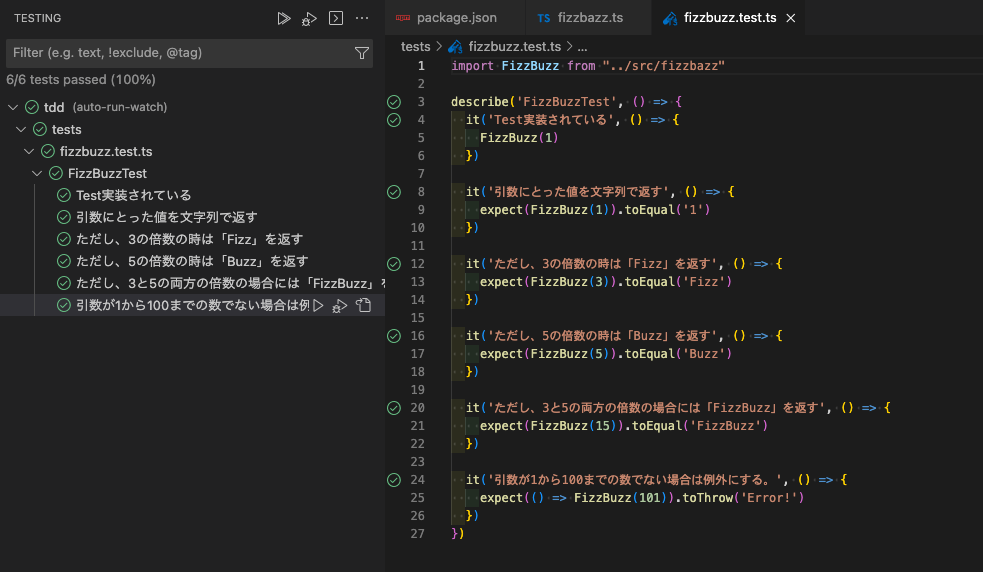 TESTING
Filter (e.g. text, !exclude, @tag)
6/6 tests passed (100%)
tdd (auto-run-watch)
tests
fizzbuzz.test.ts
FizzBuzzTest
Test実装されている
引数にとった値を文字列で返す
ただし、3の倍数の時は「Fizz」を返す
ただし、5の倍数の時は「Buzz」を返す
ただし、3と5の両方の倍数の場合には「FizzBuzz」を
引数が1から100までの数でない場合は例
package.json
TS fizzbazz.ts
fizzbuzz.test.ts
tests > fizzbuzz.test.ts > ...
1 import FizzBuzz from "../src/fizzbazz"
2
3 describe('FizzBuzzTest', () => {
4 it('Test実装されている', () => {
5 FizzBuzz(1)
6 })
7
8 it('引数にとった値を文字列で返す', () => {
9 expect(FizzBuzz(1)).toEqual('1')
10 })
11
12 it('ただし、3の倍数の時は「Fizz」を返す', () => {
13 expect(FizzBuzz(3)).toEqual('Fizz')
14 })
15
16 it('ただし、5の倍数の時は「Buzz」を返す', () => {
17 expect(FizzBuzz(5)).toEqual('Buzz')
18 })
19
20 it('ただし、3と5の両方の倍数の場合には「FizzBuzz」を返す', () => {
21 expect(FizzBuzz(15)).toEqual('FizzBuzz')
22 })
23
24 it('引数が1から100までの数でない場合は例外にする。', () => {
25 expect(() => FizzBuzz(101)).toThrow('Error!')
26 })
27 })